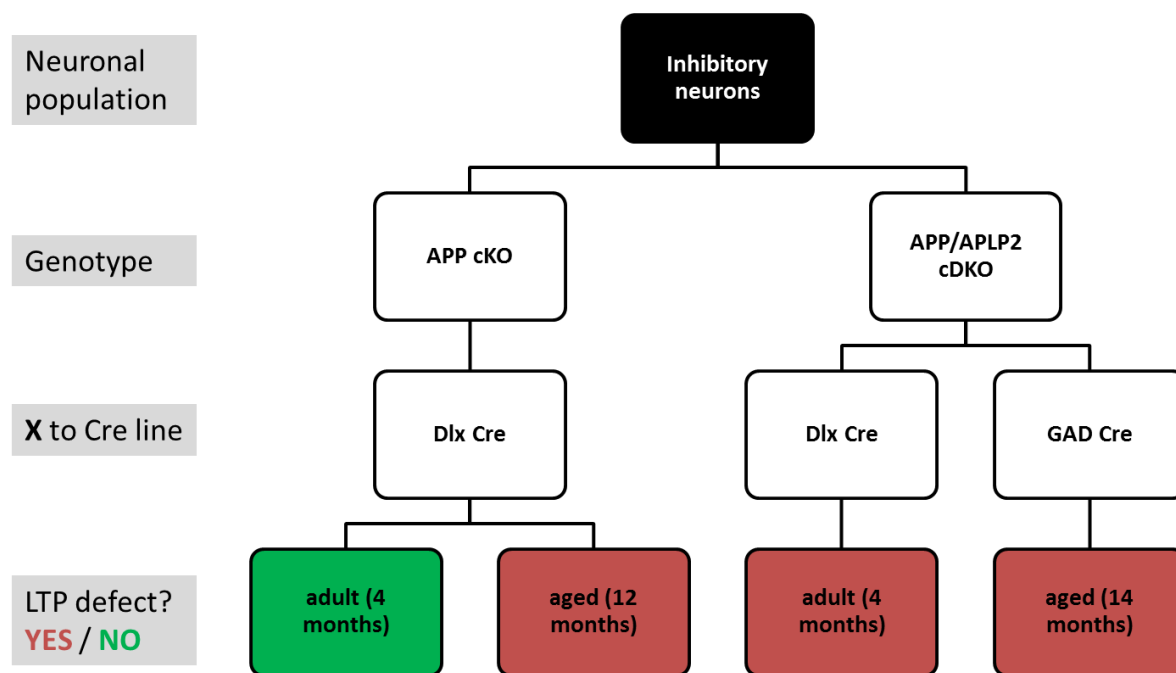 Neuronal
population
Inhibitory
neurons
Genotype
APP cKO
APP/APLP2
cDKO
X to Cre line
Dlx Cre
Dlx Cre
GAD Cre
LTP defect?
YES / NO
adult (4
months)
aged (12
months)
adult (4
months)
aged (14
months)